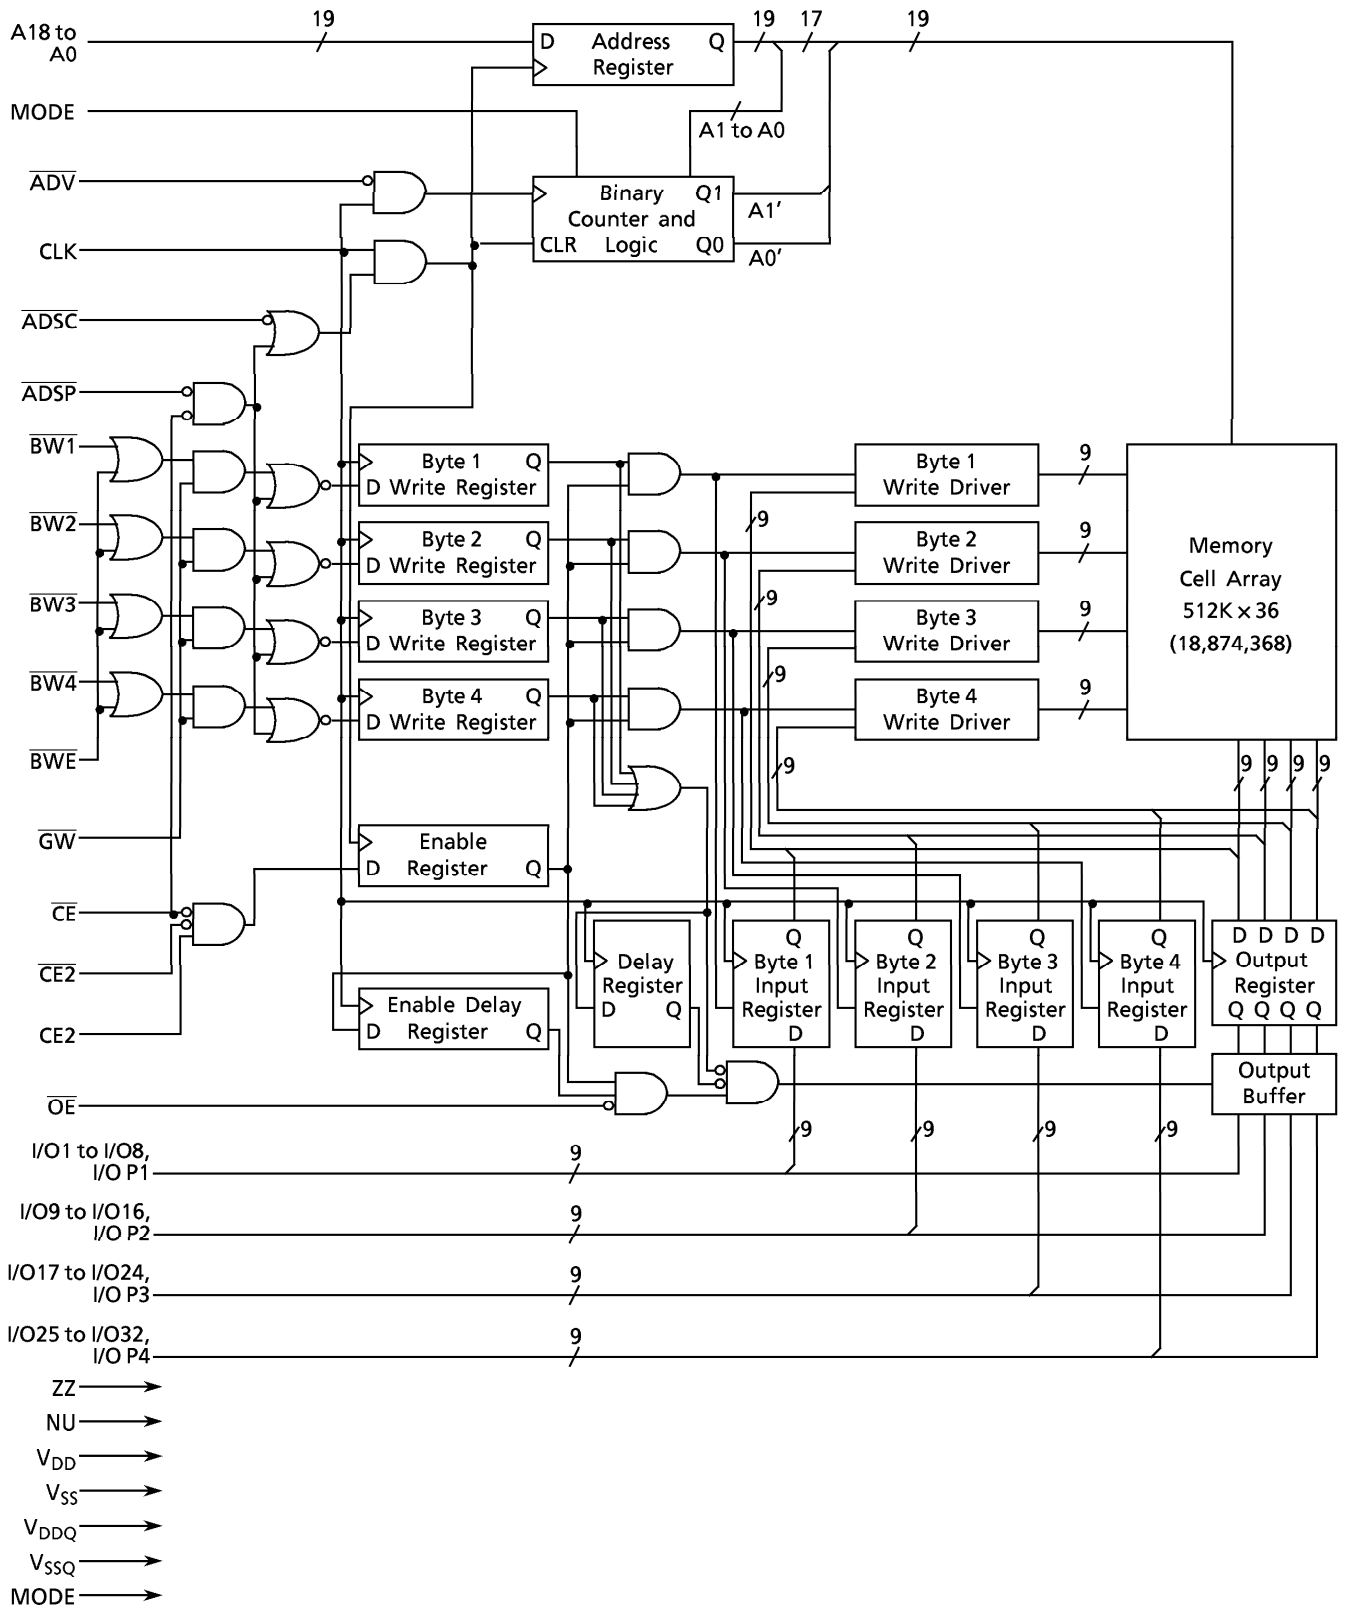 A18 to
A0
19
D Address Q
Register
19
17
19
MODE
A1 to A0
ADV
Binary Q1
Counter and
CLR Logic Q0
A1'
A0'
CLK
ADSC
ADSP
BW1
BW2
BW3
BW4
BWE
GW
CE
CE2
CE2
OE
Byte 1 Q
D Write Register
Byte 2 Q
D Write Register
Byte 3 Q
D Write Register
Byte 4 Q
D Write Register
Byte 1
Write Driver
Byte 2
Write Driver
Byte 3
Write Driver
Byte 4
Write Driver
9
9
9
9
9
9
9
9
Memory
Cell Array
512K × 36
(18,874,368)
9 9 9 9
Enable
D Register Q
Enable Delay
D Register Q
Delay
Register
D Q
Q
Byte 1
Input
Register
D
Q
Byte 2
Input
Register
D
Q
Byte 3
Input
Register
D
Q
Byte 4
Input
Register
D
D D D D
Output
Register
Q Q Q Q
Output
Buffer
9
9
9
9
I/O1 to I/O8,
I/O P1
9
I/O9 to I/O16,
I/O P2
9
I/O17 to I/O24,
I/O P3
9
I/O25 to I/O32,
I/O P4
9
ZZ
NU
VDD
VSS
VDDQ
VSSQ
MODE